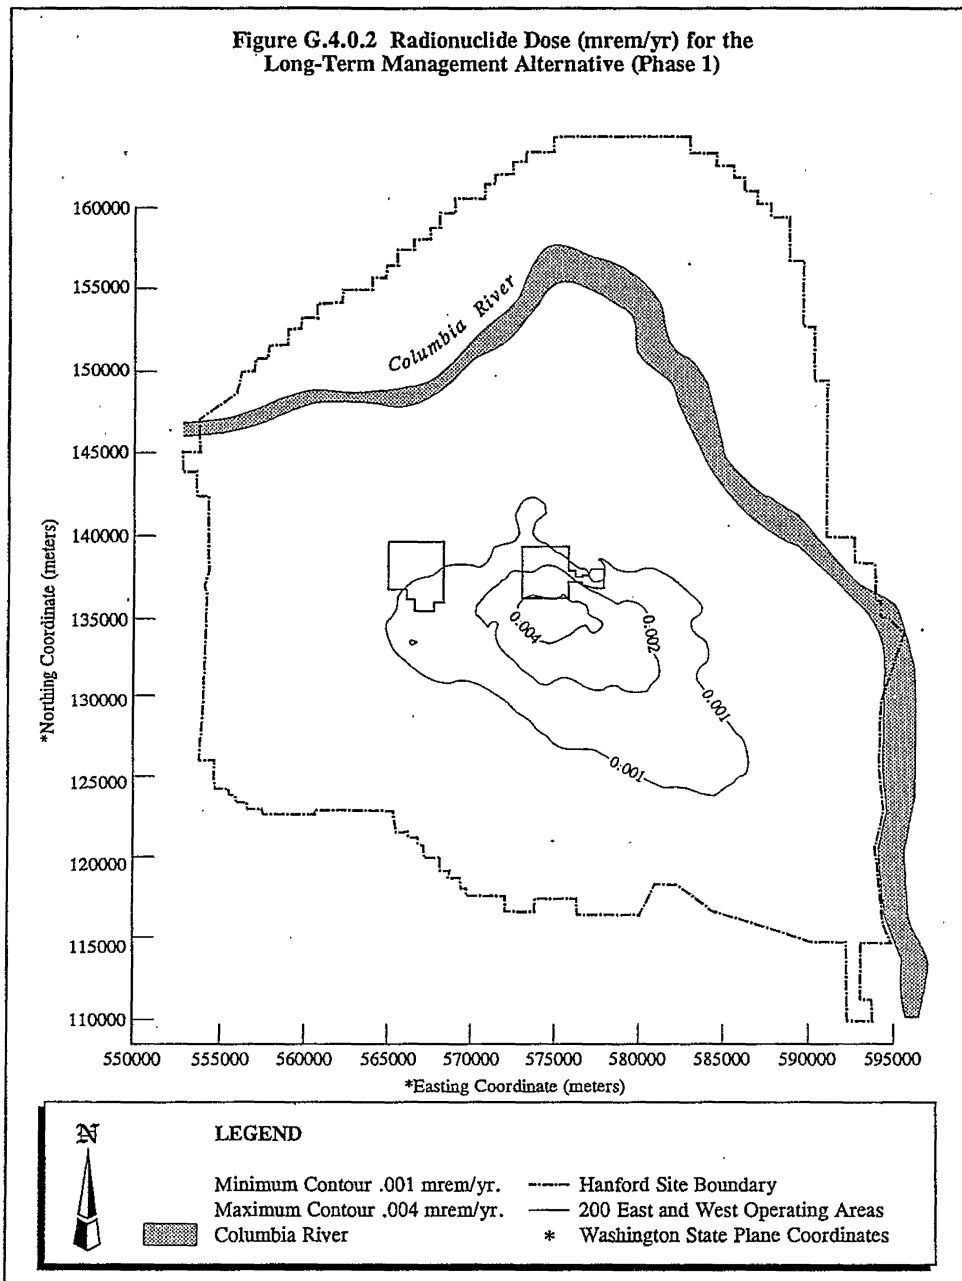 Figure G.4.0.2 Radionuclide Dose (mrem/yr) for the
Long-Term Management Alternative (Phase 1)
160000
155000
150000
145000
140000
135000
130000
125000
120000
115000
110000
*Northing Coordinate (meters)
Columbia River
0.004
0.002
0.001
0.001
550000 555000 560000 565000 570000 575000 580000 585000 590000 595000
*Easting Coordinate (meters)
N
LEGEND
Minimum Contour .001 mrem/yr.
Maximum Contour .004 mrem/yr.
Columbia River
Hanford Site Boundary
200 East and West Operating Areas
* Washington State Plane Coordinates